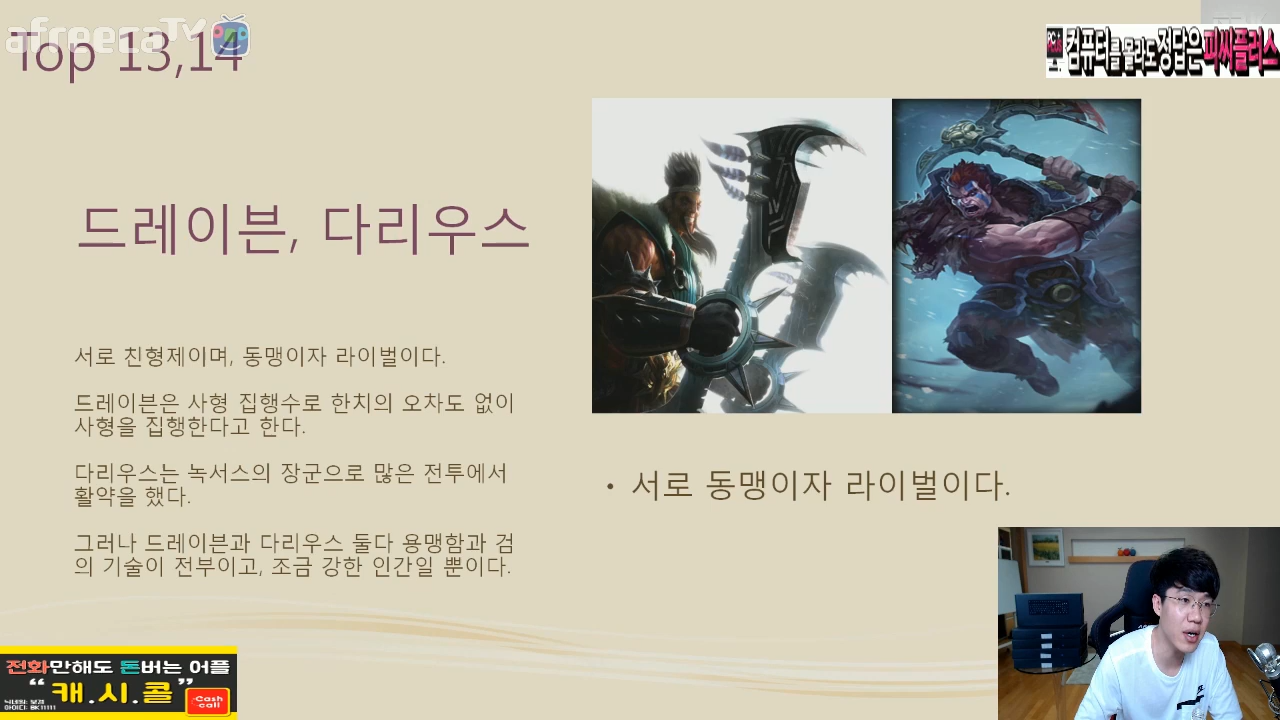 afreecaTV
Top 13,14
컴퓨터를 몰라도 정답은 피씨플러스
드레이븐, 다리우스
서로 친형제이며, 동맹이자 라이벌이다.
드레이븐은 사형 집행수로 한치의 오차도 없이
사형을 집행한다고 한다.
다리우스는 녹서스의 장군으로 많은 전투에서
활약을 했다.
그러나 드레이븐과 다리우스 둘다 용맹함과 검
의 기술이 전부이고, 조금 강한 인간일 뿐이다.
• 서로 동맹이자 라이벌이다.
전화만해도 돈버는 어플
“캐.시.콜”
Cash
call